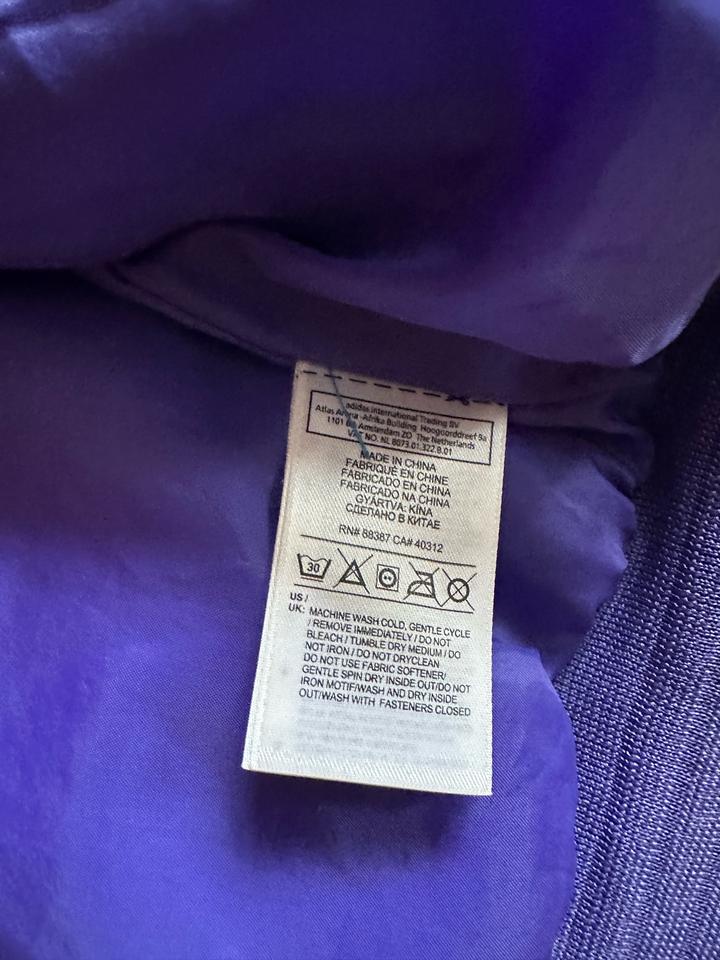 adidas International Trading BV
Atlas Arena -Afrika Building Hoogoorddreef 9a
1101 BA Amsterdam ZO The Netherlands
VAT NO. NL 8073.01.322.B.01
MADE IN CHINA
FABRIQUÉ EN CHINE
FABRICADO EN CHINA
FABRICADO NA CHINA
GYÁRTVA: KÍNA
СДЕЛАНО В КИТАЕ
RN# 88387 CA# 40312
30
US /
UK: MACHINE WASH COLD, GENTLE CYCLE
/ REMOVE IMMEDIATELY / DO NOT
BLEACH / TUMBLE DRY MEDIUM / DO
NOT IRON / DO NOT DRYCLEAN
DO NOT USE FABRIC SOFTENER/
GENTLE SPIN DRY INSIDE OUT/DO NOT
IRON MOTIF/WASH AND DRY INSIDE
OUT/WASH WITH FASTENERS CLOSED